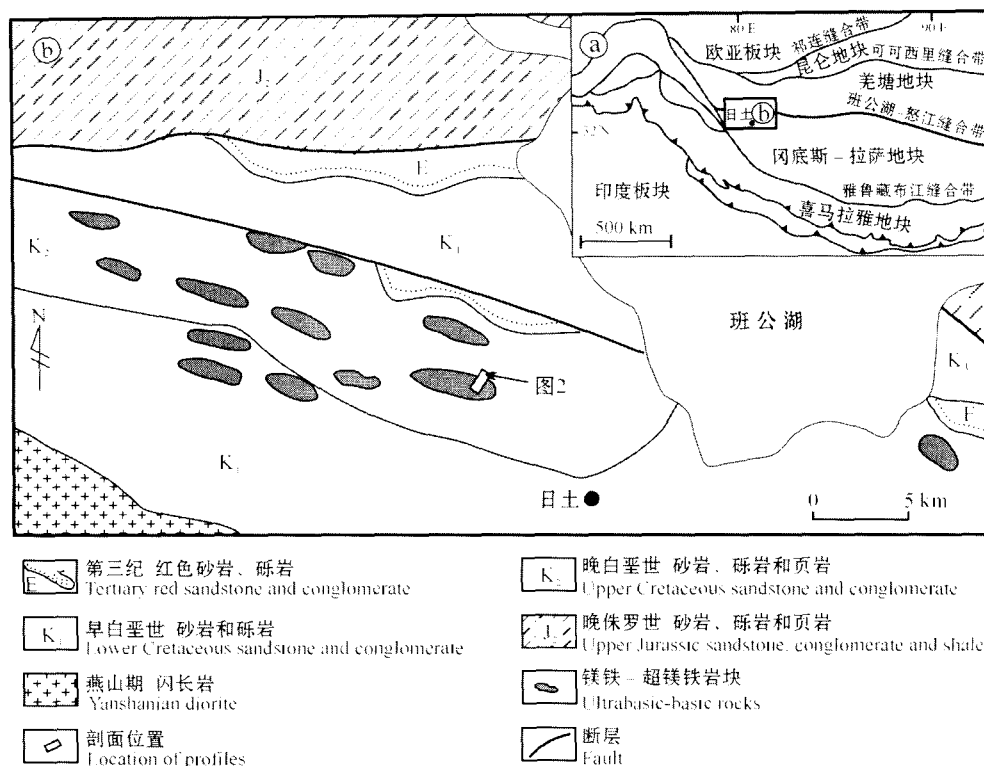 b
J₃
E
K₁
K₂
N
图2
班公湖
K₁
E
K₁
日土
0 5 km
a
80 E 90 E
欧亚板块
祁连缝合带
昆仑地块
可可西里缝合带
羌塘地块
日土 b
班公湖-怒江缝合带
32N
冈底斯-拉萨地块
印度板块
雅鲁藏布江缝合带
喜马拉雅地块
500 km
E 第三纪 红色砂岩、砾岩
Tertiary red sandstone and conglomerate
K₁ 早白垩世 砂岩和砾岩
Lower Cretaceous sandstone and conglomerate
燕山期 闪长岩
Yanshanian diorite
剖面位置
Location of profiles
K₂ 晚白垩世 砂岩、砾岩和页岩
Upper Cretaceous sandstone and conglomerate
J₃ 晚侏罗世 砂岩、砾岩和页岩
Upper Jurassic sandstone, conglomerate and shale
镁铁-超镁铁岩块
Ultrabasic-basic rocks
断层
Fault